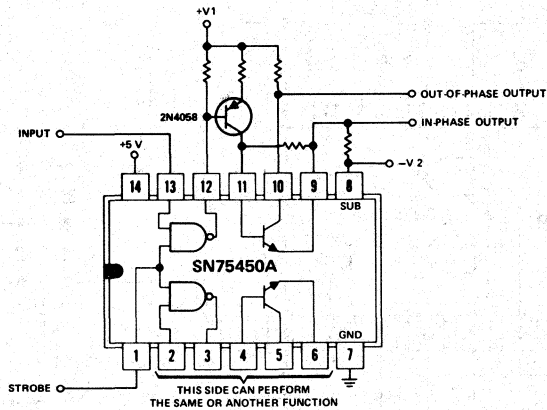 +V1
2N4058
OUT-OF-PHASE OUTPUT
IN-PHASE OUTPUT
INPUT
+5 V
–V 2
14 13 12 11 10 9 8
SUB
SN75450A
GND
1 2 3 4 5 6 7
STROBE
THIS SIDE CAN PERFORM
THE SAME OR ANOTHER FUNCTION